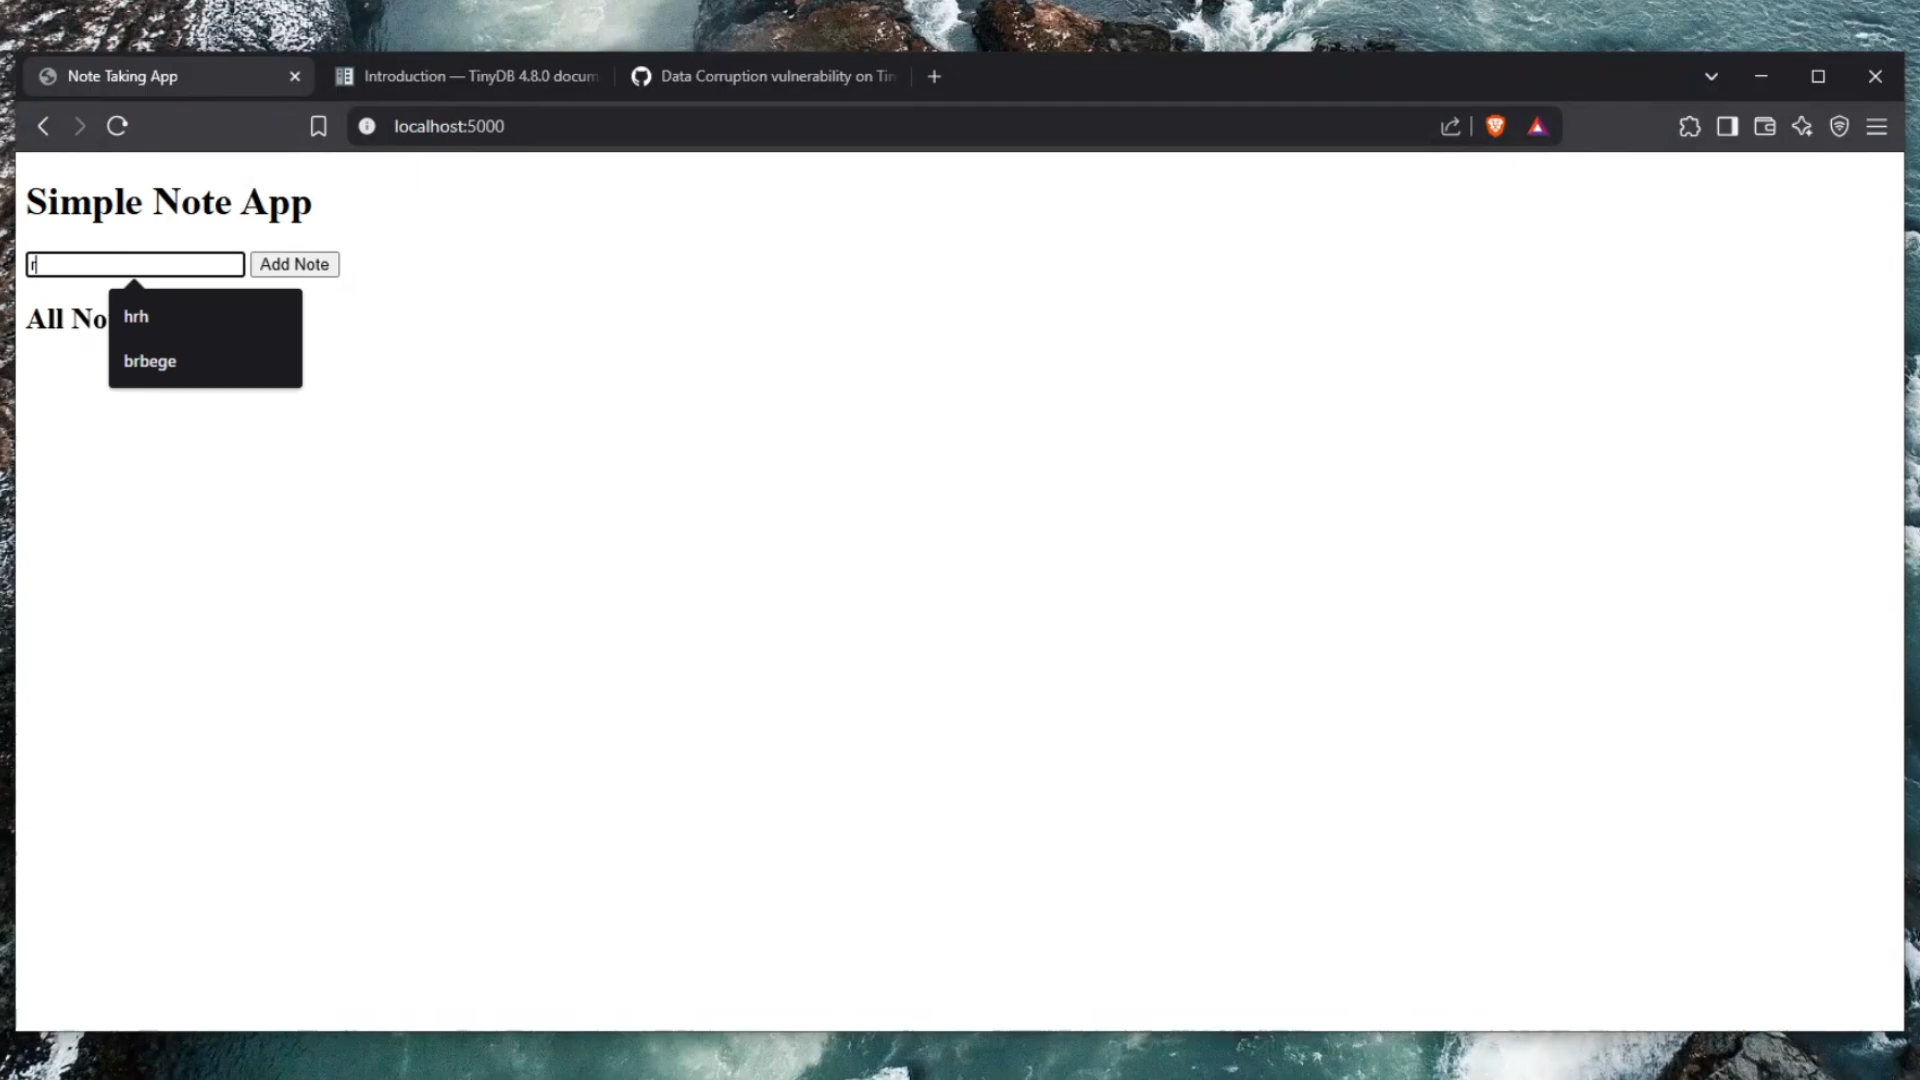 Note Taking App
Introduction — TinyDB 4.8.0 docum
Data Corruption vulnerability on Tin
localhost:5000
Simple Note App
r
Add Note
All No
hrh
brbege